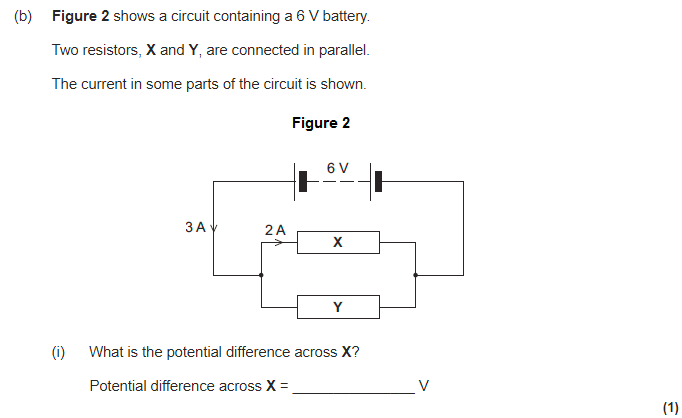 (b) Figure 2 shows a circuit containing a 6 V battery.
Two resistors, X and Y, are connected in parallel.
The current in some parts of the circuit is shown.
Figure 2
6 V
3 A
2 A
X
Y
(i) What is the potential difference across X?
Potential difference across X = ________________ V
(1)